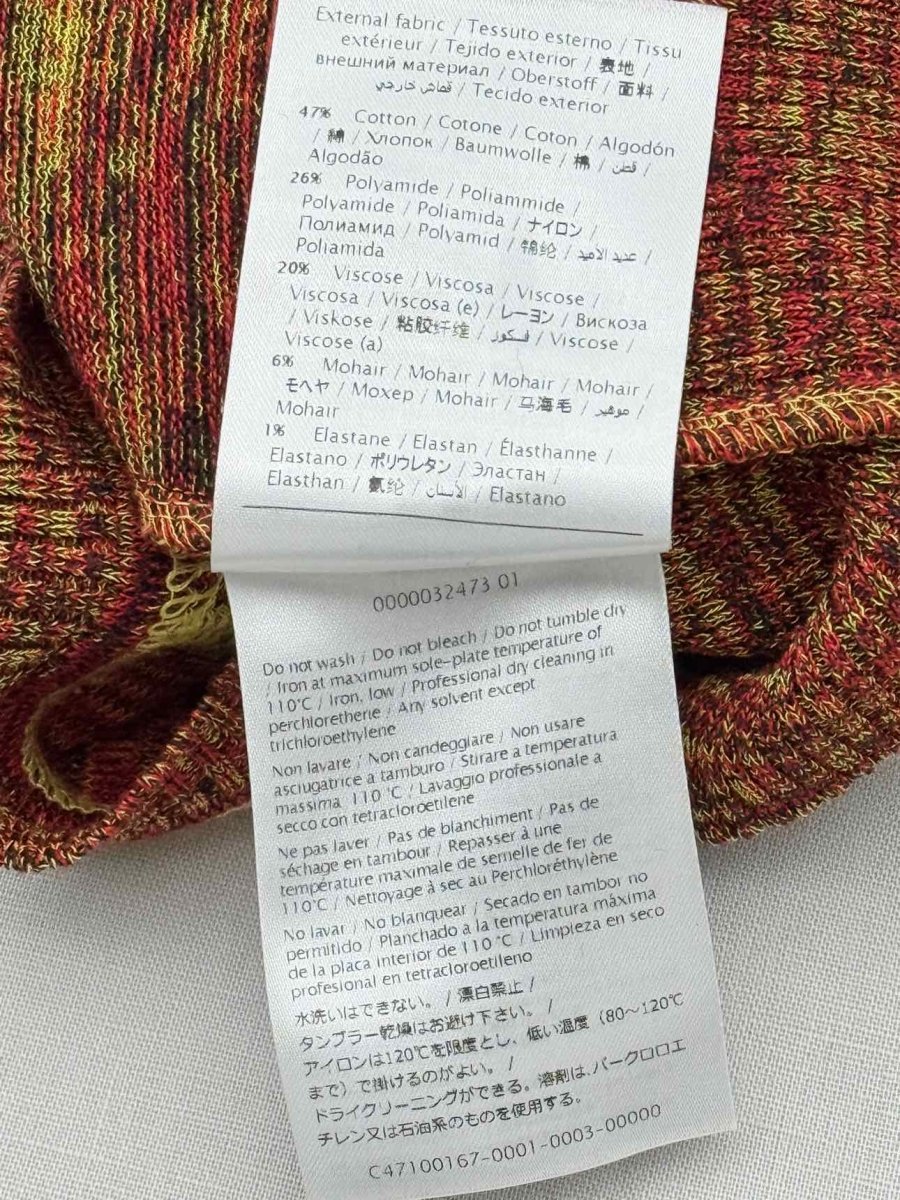 External fabric / Tessuto esterno / Tissu
extérieur / Tejido exterior / 表地 /
внешний материал / Oberstoff / 面料 /
قماش خارجي / Tecido exterior
47% Cotton / Cotone / Coton / Algodón
/ 綿 / Хлопок / Baumwolle / 棉 / قطن /
Algodão
26% Polyamide / Poliammide /
Polyamide / Poliamida / ナイロン /
Полиамид / Polyamid / 锦纶 / عديد الاميد /
Poliamida
20% Viscose / Viscosa / Viscose /
Viscosa / Viscosa (e) / レーヨン / Вискоза
/ Viskose / 粘胶纤维 / فسكوز / Viscose /
Viscose (a)
6% Mohair / Mohair / Mohair / Mohair /
モヘヤ / Мохер / Mohair / 马海毛 / موهير /
Mohair
1% Elastane / Elastan / Élasthanne /
Elastano / ポリウレタン / Эластан /
Elasthan / 氨纶 / الأستان / Elastano
0000032473 01
Do not wash / Do not bleach / Do not tumble dry
/ Iron at maximum sole-plate temperature of
110°C / Iron, low / Professional dry cleaning in
perchloretherie / Any solvent except
trichloroethylene
Non lavare / Non candeggiare / Non usare
asciugatrice a tamburo / Stirare a temperatura
massima 110 °C / Lavaggio professionale a
secco con tetracloroetilene
Ne pas laver / Pas de blanchiment / Pas de
séchage en tambour / Repasser à une
température maximale de semelle de fer de
110°C / Nettoyage à sec au Perchloréthylène
No lavar / No blanquear / Secado en tambor no
permitido / Planchado a la temperatura máxima
de la placa interior de 110 °C / Limpieza en seco
profesional en tetracloroetileno
水洗いはできない。 / 漂白禁止 /
タンブラー乾燥はお避け下さい。 /
アイロンは120℃を限度とし、低い温度（80～120℃
まで）で掛けるのがよい。 /
ドライクリーニングができる。溶剤は、パークロロエ
チレン又は石油系のものを使用する。
C47100167-0001-0003-00000